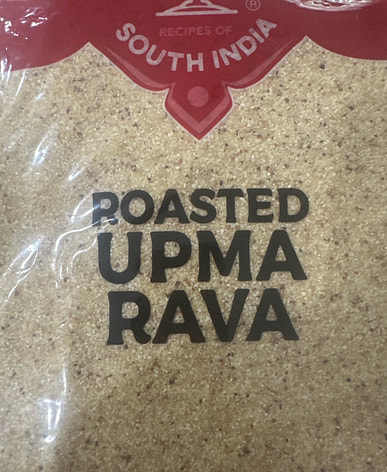 ®
RECIPES OF
SOUTH INDIA
ROASTED
UPMA
RAVA